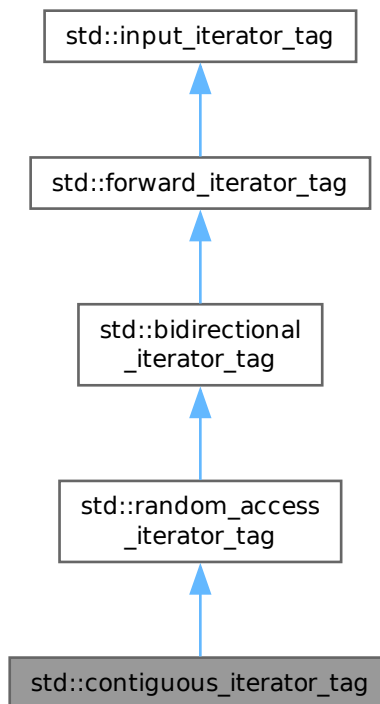 std::input_iterator_tag
std::forward_iterator_tag
std::bidirectional
_iterator_tag
std::random_access
_iterator_tag
std::contiguous_iterator_tag